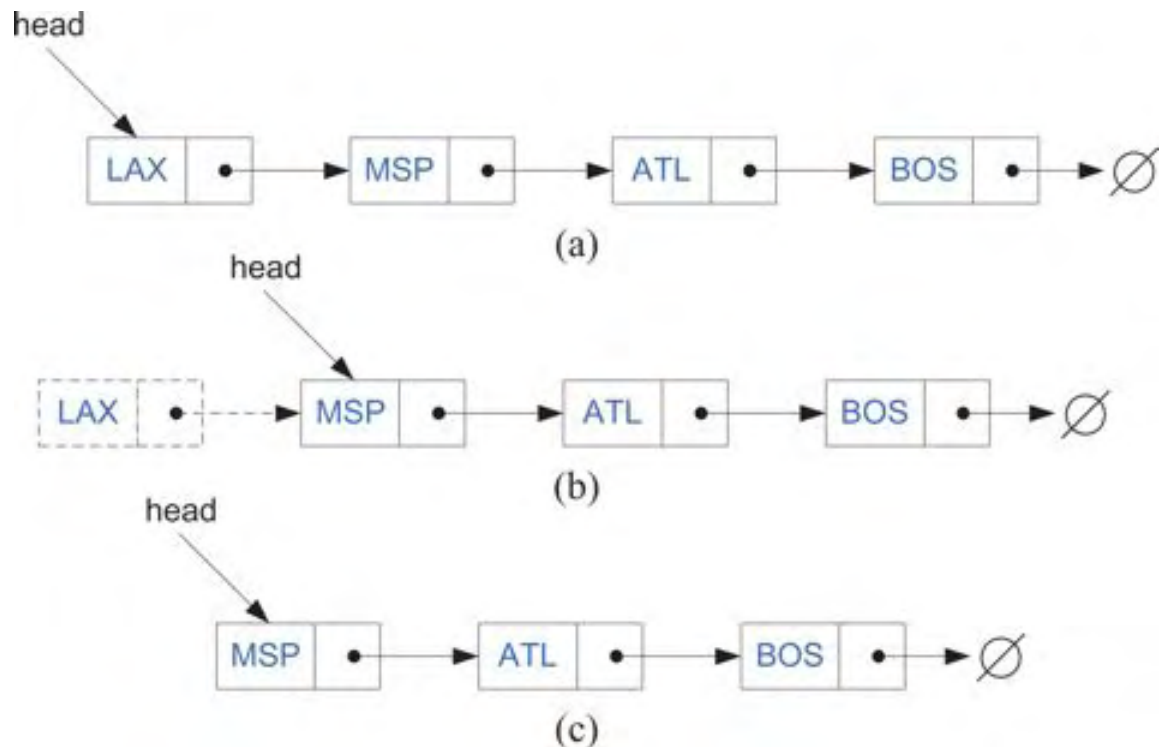 head
LAX MSP ATL BOS ∅
(a)
head
LAX MSP ATL BOS ∅
(b)
head
MSP ATL BOS ∅
(c)